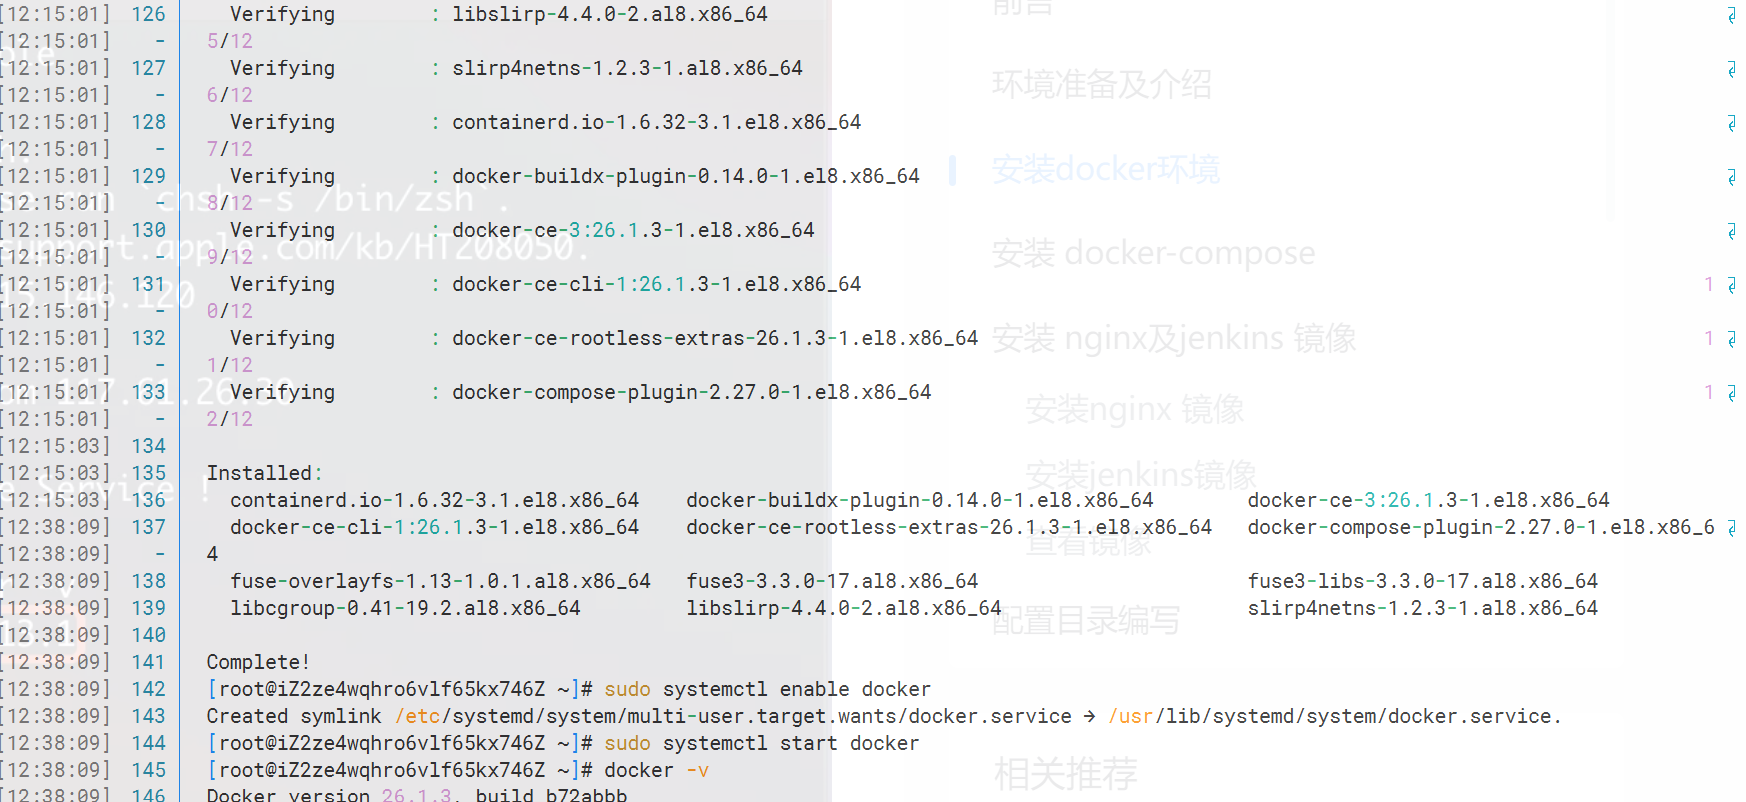 [12:15:01] 126 Verifying : libslirp-4.4.0-2.al8.x86_64
[12:15:01] - 5/12
[12:15:01] 127 Verifying : slirp4netns-1.2.3-1.al8.x86_64
[12:15:01] - 6/12
[12:15:01] 128 Verifying : containerd.io-1.6.32-3.1.el8.x86_64
[12:15:01] - 7/12
[12:15:01] 129 Verifying : docker-buildx-plugin-0.14.0-1.el8.x86_64
[12:15:01] - 8/12
[12:15:01] 130 Verifying : docker-ce-3:26.1.3-1.el8.x86_64
[12:15:01] - 9/12
[12:15:01] 131 Verifying : docker-ce-cli-1:26.1.3-1.el8.x86_64 1
[12:15:01] - 0/12
[12:15:01] 132 Verifying : docker-ce-rootless-extras-26.1.3-1.el8.x86_64 1
[12:15:01] - 1/12
[12:15:01] 133 Verifying : docker-compose-plugin-2.27.0-1.el8.x86_64 1
[12:15:01] - 2/12
[12:15:03] 134
[12:15:03] 135 Installed:
[12:15:03] 136 containerd.io-1.6.32-3.1.el8.x86_64 docker-buildx-plugin-0.14.0-1.el8.x86_64 docker-ce-3:26.1.3-1.el8.x86_64
[12:38:09] 137 docker-ce-cli-1:26.1.3-1.el8.x86_64 docker-ce-rootless-extras-26.1.3-1.el8.x86_64 docker-compose-plugin-2.27.0-1.el8.x86_6
[12:38:09] - 4
[12:38:09] 138 fuse-overlayfs-1.13-1.0.1.al8.x86_64 fuse3-3.3.0-17.al8.x86_64 fuse3-libs-3.3.0-17.al8.x86_64
[12:38:09] 139 libcgroup-0.41-19.2.al8.x86_64 libslirp-4.4.0-2.al8.x86_64 slirp4netns-1.2.3-1.al8.x86_64
[12:38:09] 140
[12:38:09] 141 Complete!
[12:38:09] 142 [root@iZ2ze4wqhro6vlf65kx746Z ~]# sudo systemctl enable docker
[12:38:09] 143 Created symlink /etc/systemd/system/multi-user.target.wants/docker.service → /usr/lib/systemd/system/docker.service.
[12:38:09] 144 [root@iZ2ze4wqhro6vlf65kx746Z ~]# sudo systemctl start docker
[12:38:09] 145 [root@iZ2ze4wqhro6vlf65kx746Z ~]# docker -v
[12:38:09] 146 Docker version 26.1.3, build b72abbb
前言
环境准备及介绍
安装docker环境
安装 docker-compose
安装 nginx及jenkins 镜像
安装nginx 镜像
安装jenkins镜像
查看镜像
配置目录编写
相关推荐
`chsh -s /bin/zsh`.
support.apple.com/kb/HT208050.
146.120
117.61.26.30
Service !
13.1